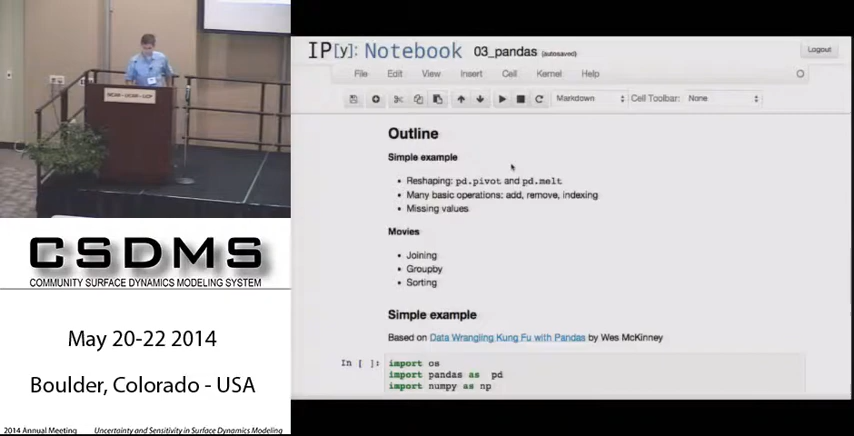 NCAR-UCAR-UCP
CSDMS
COMMUNITY SURFACE DYNAMICS MODELING SYSTEM
May 20-22 2014
Boulder, Colorado - USA
2014 Annual Meeting Uncertainty and Sensitivity in Surface Dynamics Modeling
IP[y]: Notebook 03_pandas (autosaved) Logout
File Edit View Insert Cell Kernel Help
Markdown Cell Toolbar: None
Outline
Simple example
• Reshaping: pd.pivot and pd.melt
• Many basic operations: add, remove, indexing
• Missing values
Movies
• Joining
• Groupby
• Sorting
Simple example
Based on Data Wrangling Kung Fu with Pandas by Wes McKinney
In [ ]: import os
import pandas as pd
import numpy as np